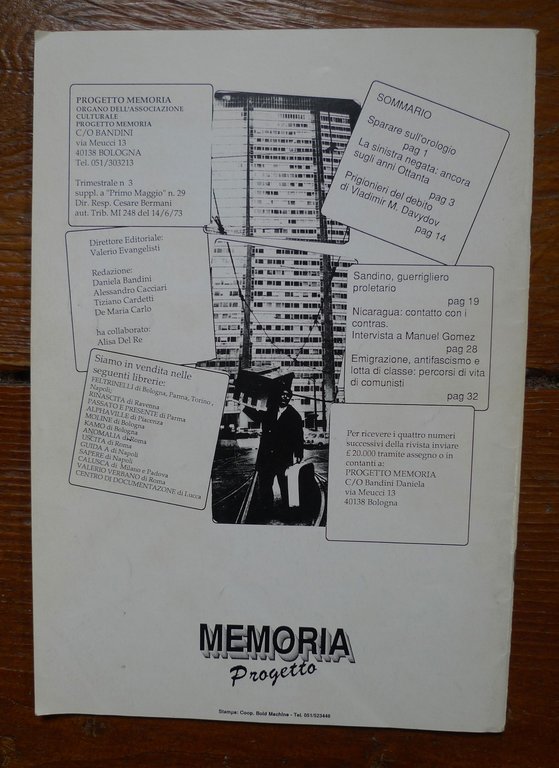 PROGETTO MEMORIA
ORGANO DELL'ASSOCIAZIONE
CULTURALE
PROGETTO MEMORIA
C/O BANDINI
via Meucci 13
40138 BOLOGNA
Tel. 051/303213
Trimestrale n 3
suppl. a "Primo Maggio" n. 29
Dir. Resp. Cesare Bermani
aut. Trib. MI 248 del 14/6/73
SOMMARIO
Sparare sull'orologio
pag 1
La sinistra negata: ancora
sugli anni Ottanta
pag 3
Prigionieri del debito
di Vladimir M. Davydov
pag 14
Direttore Editoriale:
Valerio Evangelisti
Redazione:
Daniela Bandini
Alessandro Cacciari
Tiziano Cardetti
De Maria Carlo
ha collaborato:
Alisa Del Re
Sandino, guerrigliero
proletario
pag 19
Nicaragua: contatto con i
contras.
Intervista a Manuel Gomez
pag 28
Emigrazione, antifascismo e
lotta di classe: percorsi di vita
di comunisti
pag 32
Siamo in vendita nelle
seguenti librerie:
FELTRINELLI di Bologna, Parma, Torino,
Napoli;
RINASCITA di Ravenna
PASSATO E PRESENTE di Parma
ALPHAVILLE di Piacenza
MOLINE di Bologna
KAMO di Bologna
ANOMALIA di Roma
USCITA di Roma
GUIDA A di Napoli
SAPERE di Napoli
CALUSCA di Milano e Padova
VALERIO VERBANO di Roma
CENTRO DI DOCUMENTAZONE di Lucca
Per ricevere i quattro numeri
successivi della rivista inviare
£ 20.000 tramite assegno o in
contanti a:
PROGETTO MEMORIA
C/O Bandini Daniela
via Meucci 13
40138 Bologna
MEMORIA
Progetto
Stampa: Coop. Bold Machine - Tel. 051/523448